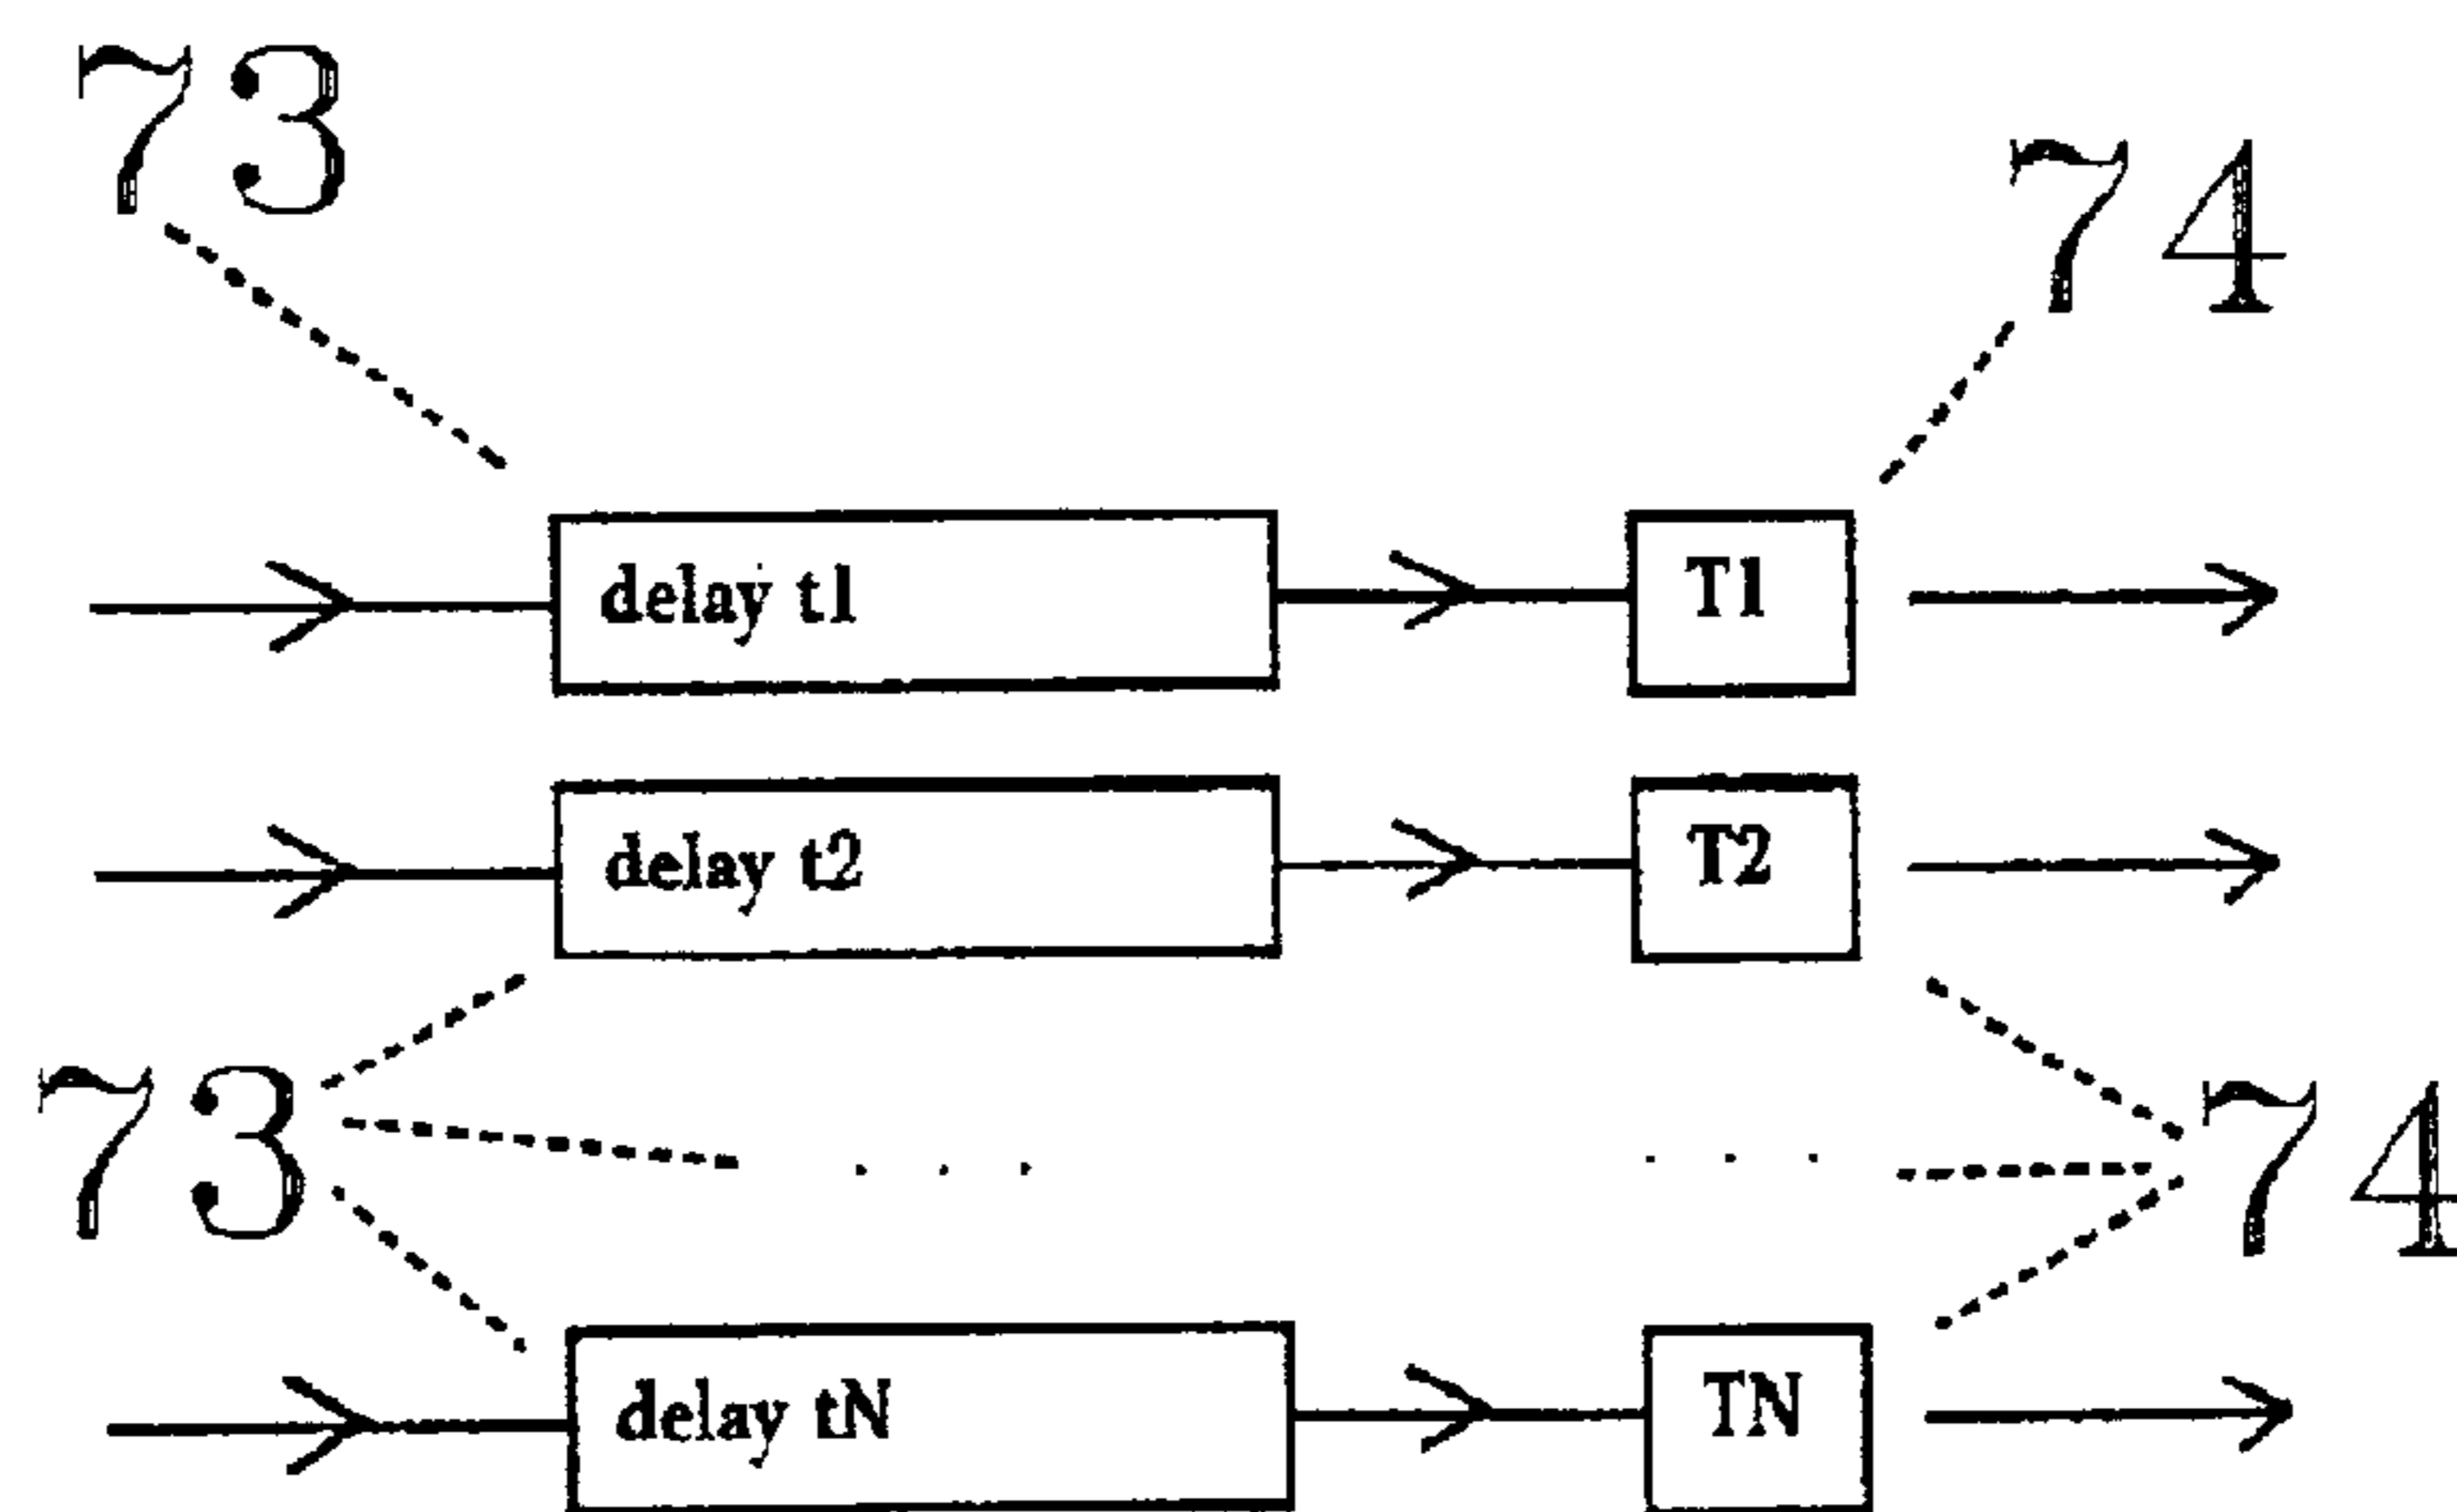 73
74
delay t1
T1
delay t2
T2
73
74
. . .
. . .
delay tN
TN